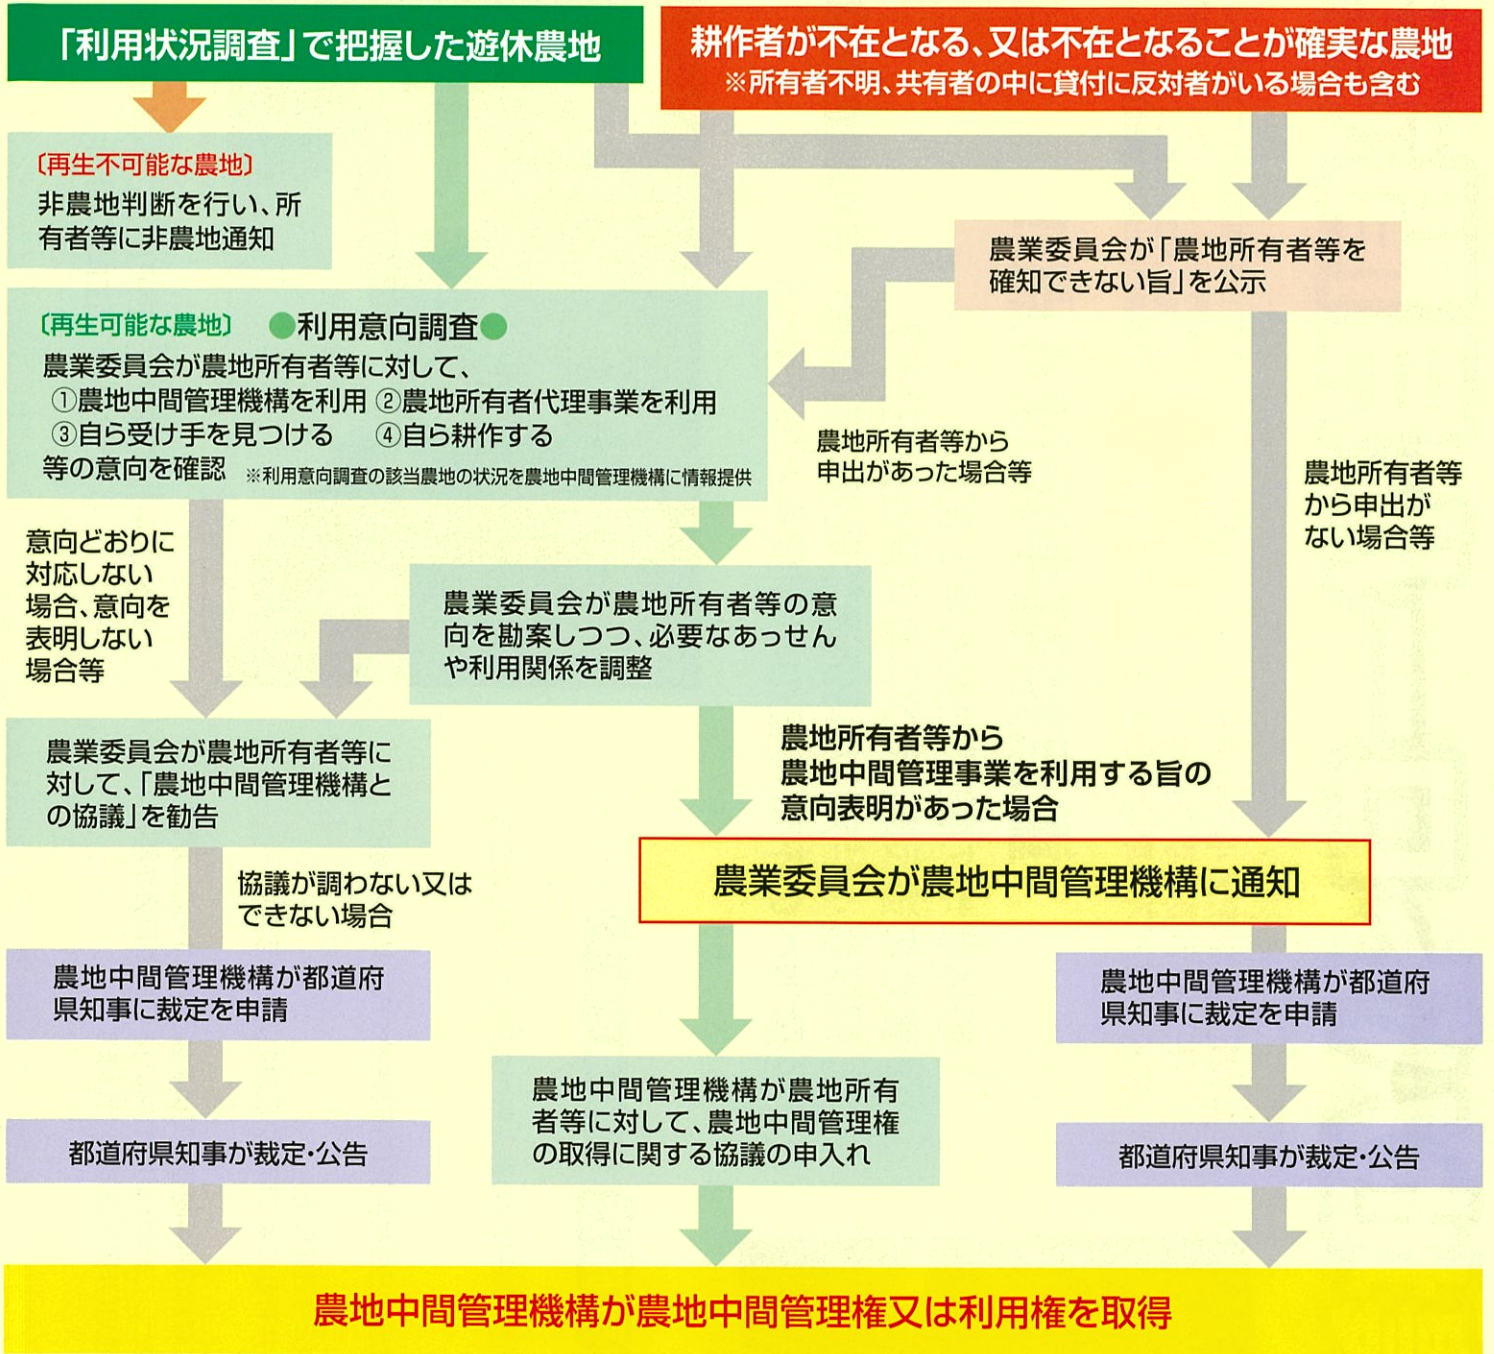 「利用状況調査」で把握した遊休農地
耕作者が不在となる、又は不在となることが確実な農地
※所有者不明、共有者の中に貸付に反対者がいる場合も含む
〔再生不可能な農地〕
非農地判断を行い、所
有者等に非農地通知
農業委員会が「農地所有者等を
確知できない旨」を公示
〔再生可能な農地〕 ●利用意向調査●
農業委員会が農地所有者等に対して、
①農地中間管理機構を利用 ②農地所有者代理事業を利用
③自ら受け手を見つける ④自ら耕作する
等の意向を確認 ※利用意向調査の該当農地の状況を農地中間管理機構に情報提供
農地所有者等から
申出があった場合等
農地所有者等
から申出が
ない場合等
意向どおりに
対応しない
場合、意向を
表明しない
場合等
農業委員会が農地所有者等の意
向を勘案しつつ、必要なあっせん
や利用関係を調整
農業委員会が農地所有者等に
対して、「農地中間管理機構と
の協議」を勧告
農地所有者等から
農地中間管理事業を利用する旨の
意向表明があった場合
協議が調わない又は
できない場合
農業委員会が農地中間管理機構に通知
農地中間管理機構が都道府
県知事に裁定を申請
農地中間管理機構が都道府
県知事に裁定を申請
農地中間管理機構が農地所有
者等に対して、農地中間管理権
の取得に関する協議の申入れ
都道府県知事が裁定・公告
都道府県知事が裁定・公告
農地中間管理機構が農地中間管理権又は利用権を取得